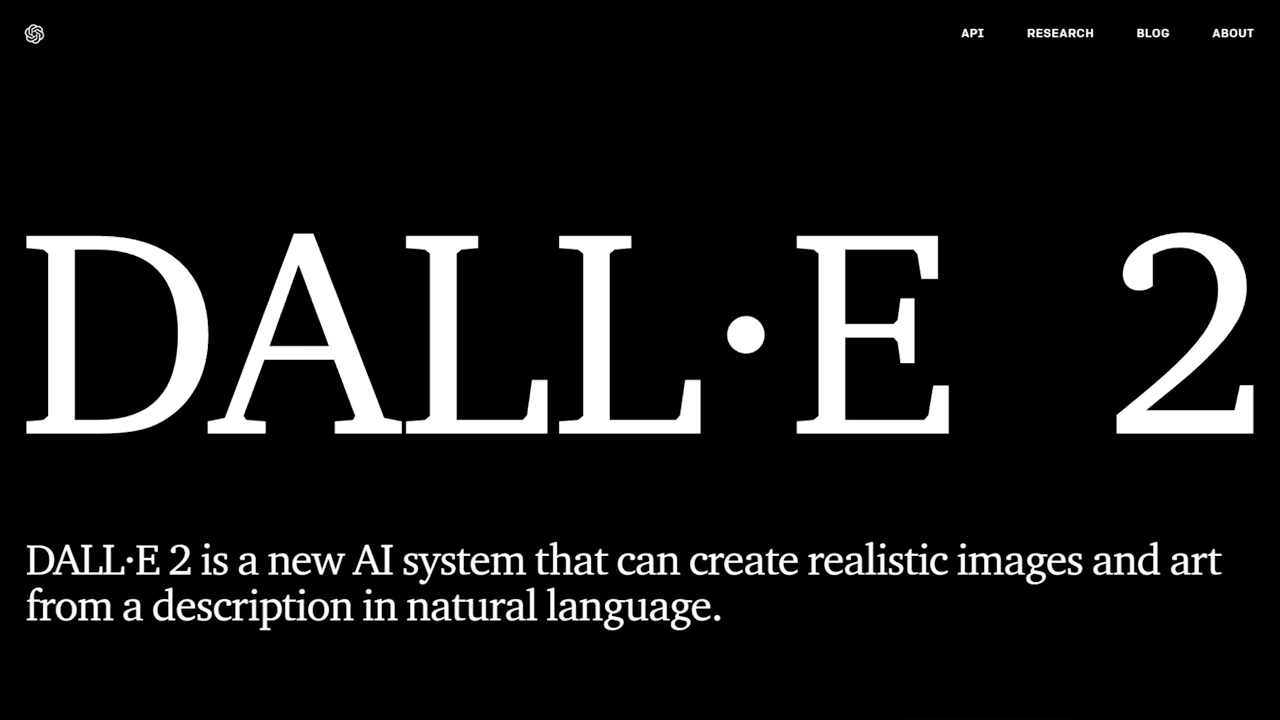 API RESEARCH BLOG ABOUT
DALL·E 2
DALL·E 2 is a new AI system that can create realistic images and art
from a description in natural language.